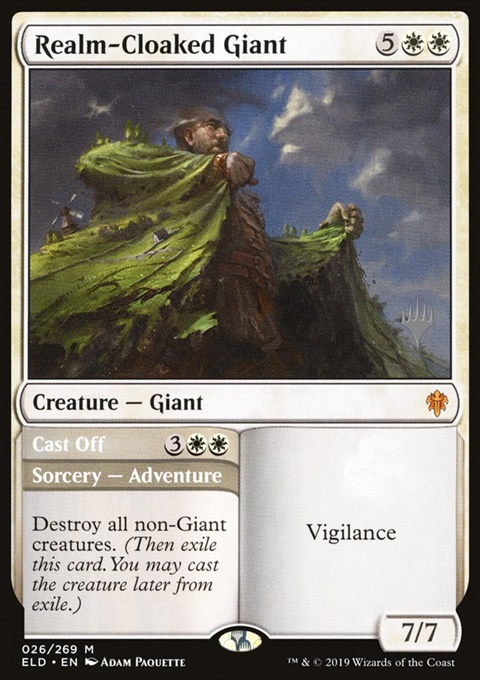 Realm-Cloaked Giant 5
Creature — Giant
Cast Off 3
Sorcery — Adventure
Destroy all non-Giant
creatures. (Then exile
this card. You may cast
the creature later from
exile.)
Vigilance
7/7
026/269 M
ELD • EN Adam Paquette
™ & © 2019 Wizards of the Coast